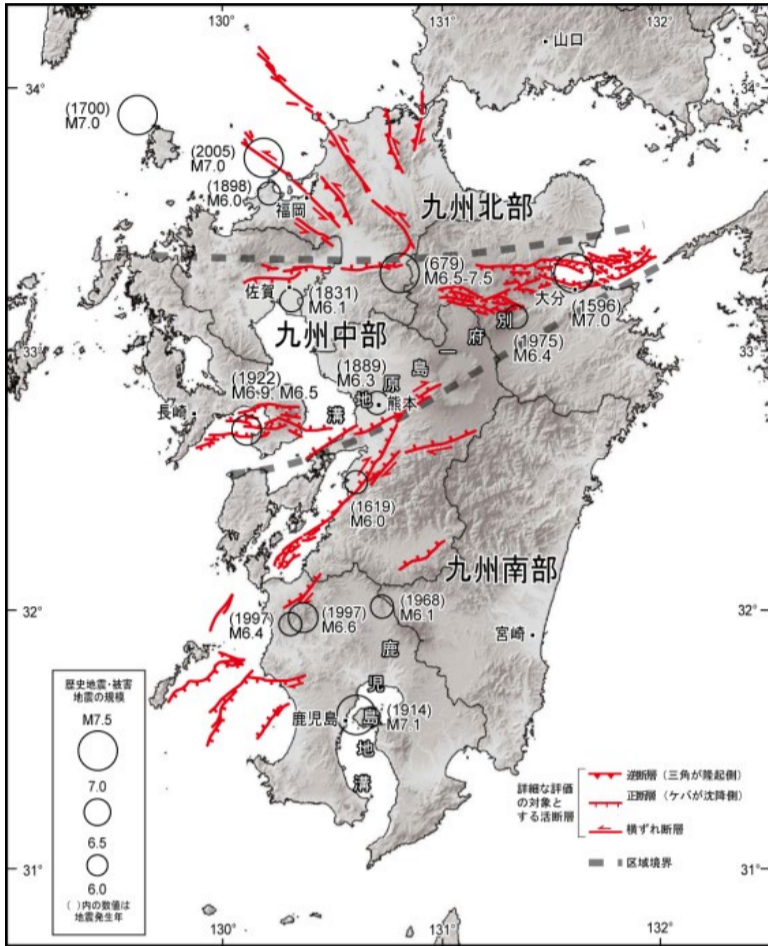 130°
131°
132°
34°
34°
山口
(1700)
M7.0
(2005)
M7.0
(1898)
M6.0
福岡
九州北部
(679)
M6.5-7.5
佐賀
(1831)
M6.1
大分
(1596)
M7.0
九州中部
別府ー島原地溝
33°
33°
(1975)
M6.4
(1889)
M6.3
熊本
(1922)
M6.9, M6.5
長崎
(1619)
M6.0
九州南部
32°
32°
(1997)
M6.4
(1997)
M6.6
(1968)
M6.1
宮崎
鹿児島地溝
鹿児島
(1914)
M7.1
歴史地震・被害
地震の規模
M7.5
7.0
6.5
6.0
( )内の数値は
地震発生年
詳細な評価
の対象と
する活断層
逆断層（三角が隆起側）
正断層（ケバが沈降側）
横ずれ断層
区域境界
31°
31°
130°
131°
132°